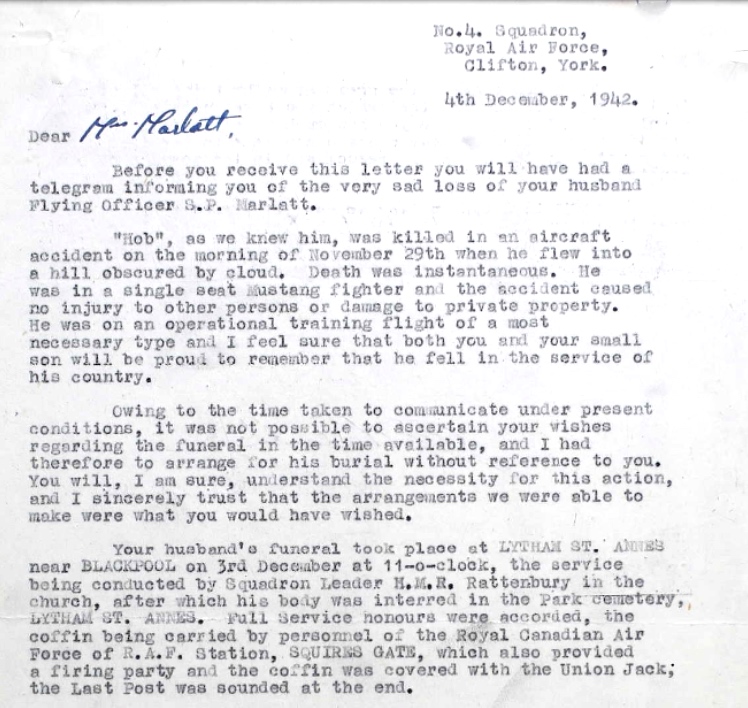 No.4. Squadron,
Royal Air Force,
Clifton, York.
4th December, 1942.
Dear Mrs. Marlatt,
Before you receive this letter you will have had a
telegram informing you of the very sad loss of your husband
Flying Officer S.P. Marlatt.
"Hob", as we knew him, was killed in an aircraft
accident on the morning of November 29th when he flew into
a hill obscured by cloud. Death was instantaneous. He
was in a single seat Mustang fighter and the accident caused
no injury to other persons or damage to private property.
He was on an operational training flight of a most
necessary type and I feel sure that both you and your small
son will be proud to remember that he fell in the service of
his country.
Owing to the time taken to communicate under present
conditions, it was not possible to ascertain your wishes
regarding the funeral in the time available, and I had
therefore to arrange for his burial without reference to you.
You will, I am sure, understand the necessity for this action,
and I sincerely trust that the arrangements we were able to
make were what you would have wished.
Your husband's funeral took place at LYTHAM ST. ANNES
near BLACKPOOL on 3rd December at 11-o-clock, the service
being conducted by Squadron Leader H.M.R. Rattenbury in the
church, after which his body was interred in the Park cemetery,
LYTHAM ST. ANNES. Full Service honours were accorded, the
coffin being carried by personnel of the Royal Canadian Air
Force of R.A.F. Station, SQUIRES GATE, which also provided
a firing party and the coffin was covered with the Union Jack;
the Last Post was sounded at the end.